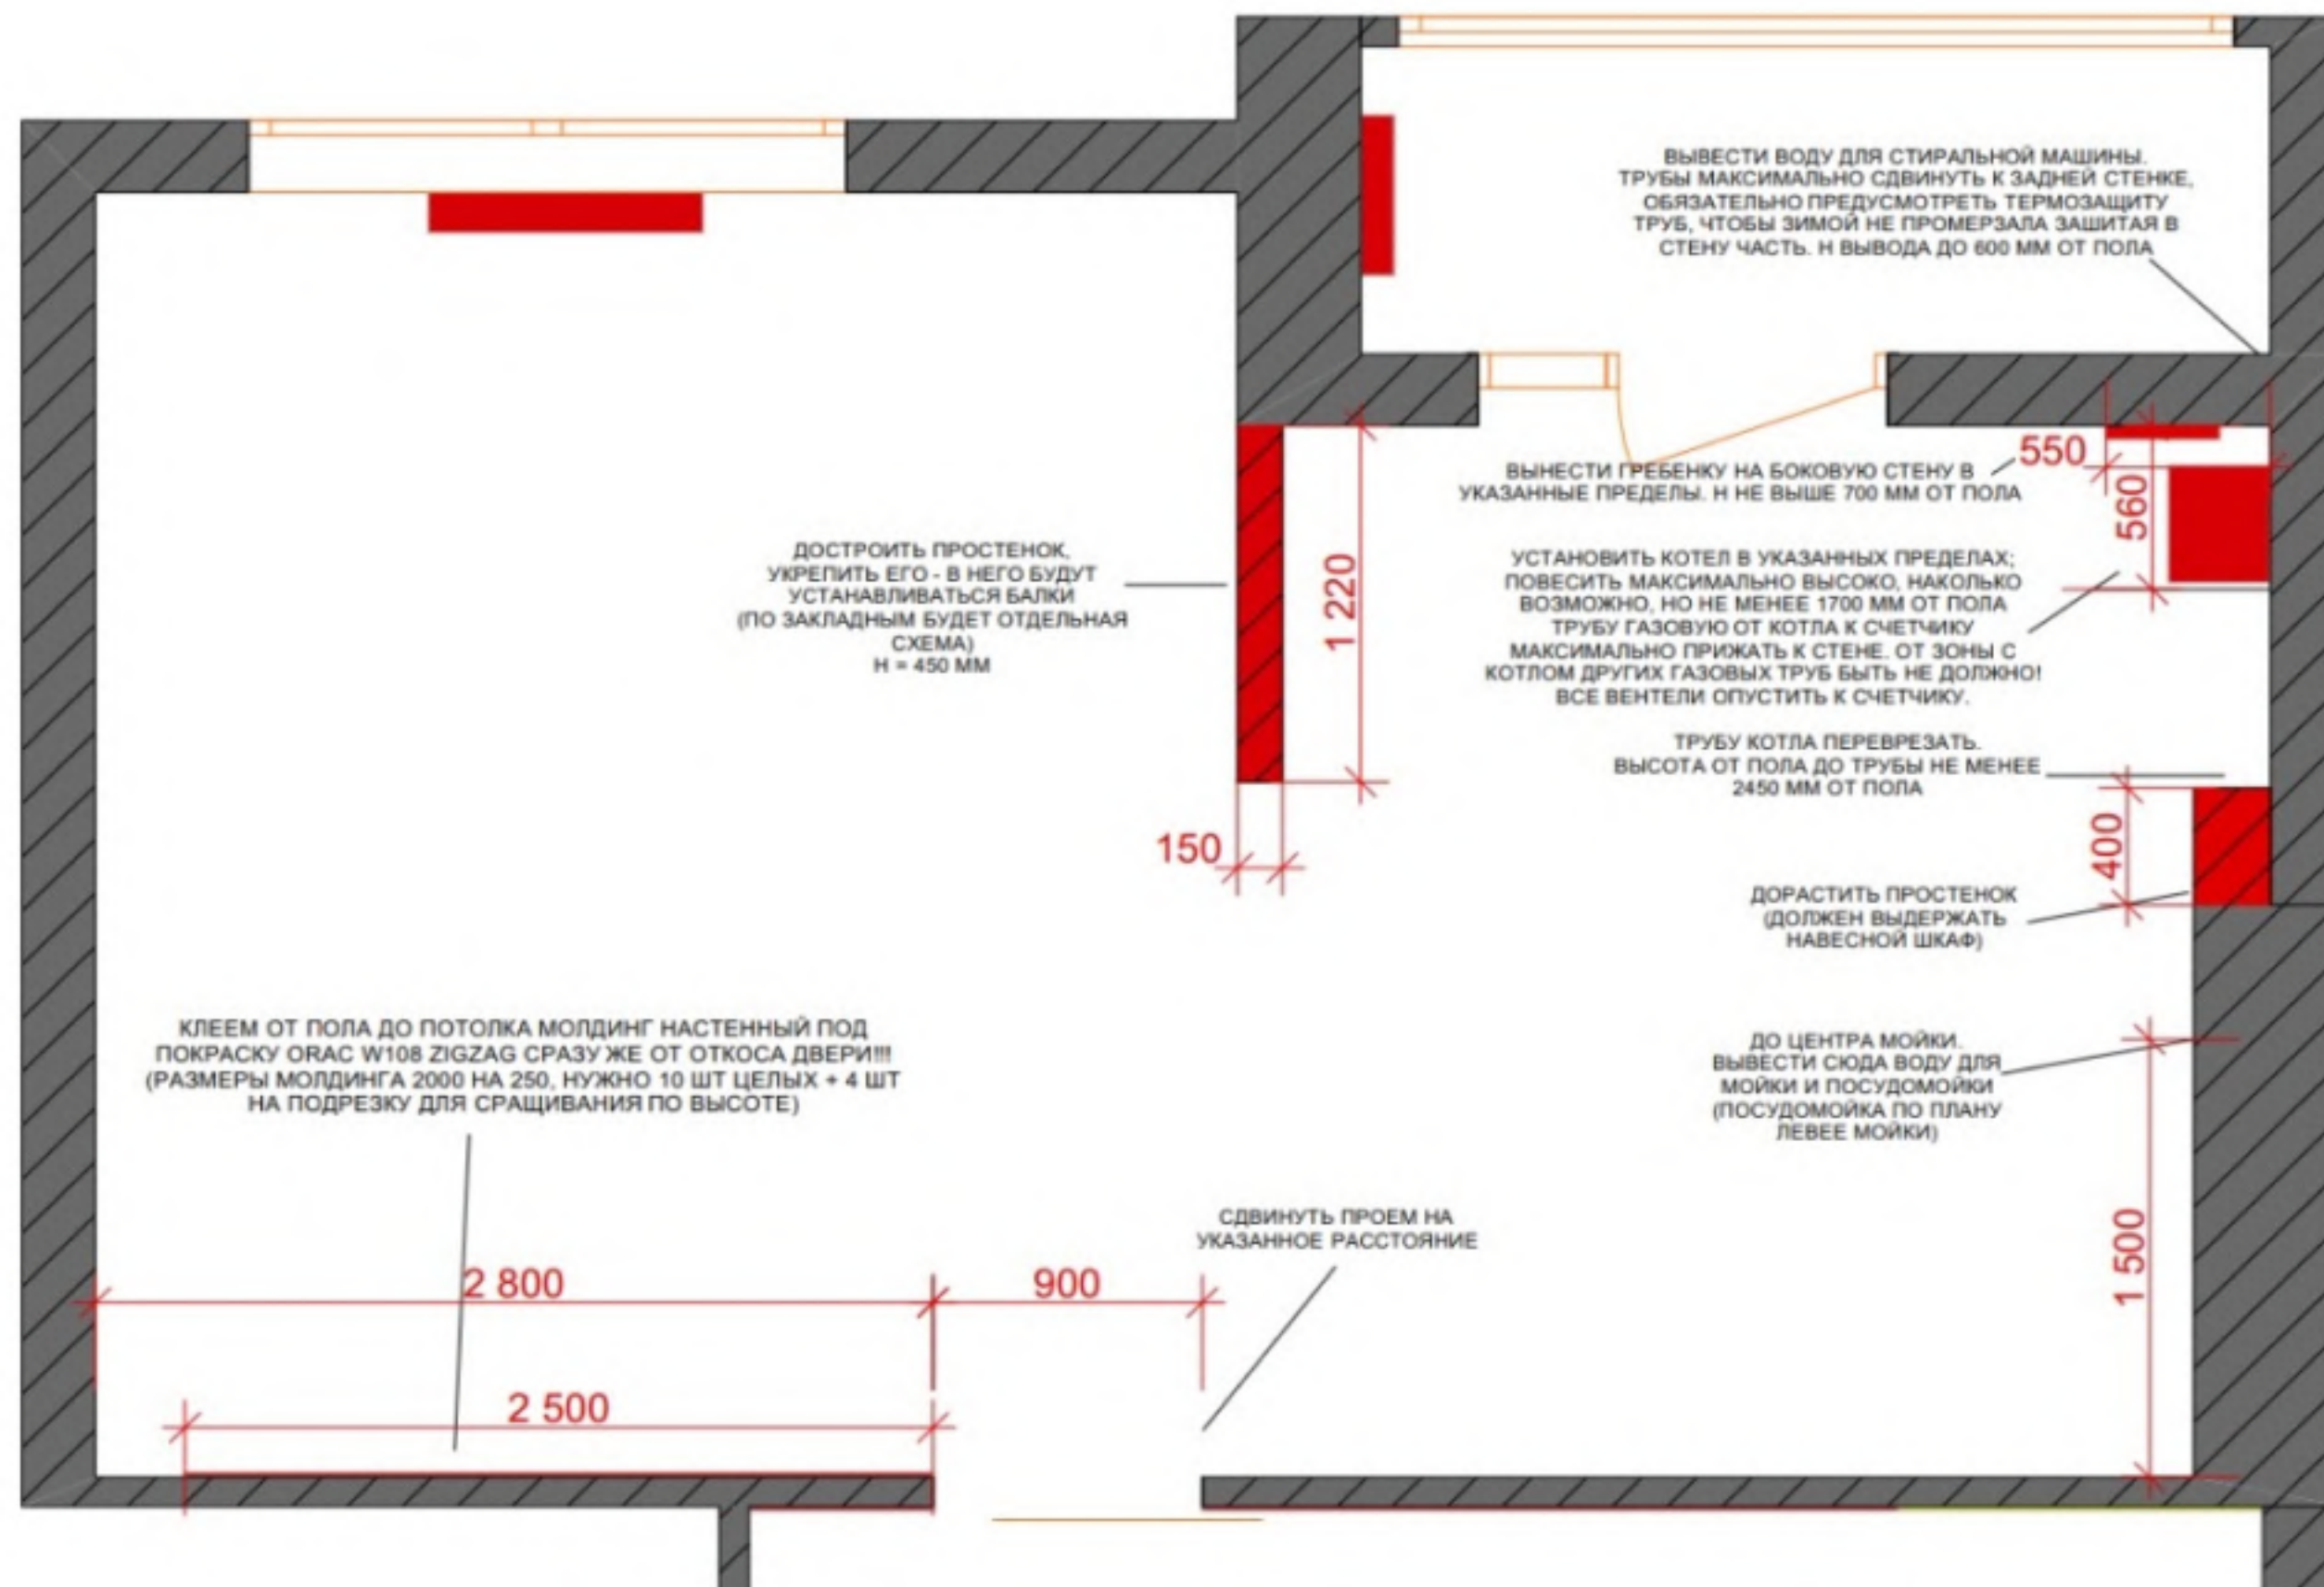 ВЫВЕСТИ ВОДУ ДЛЯ СТИРАЛЬНОЙ МАШИНЫ.
ТРУБЫ МАКСИМАЛЬНО СДВИНУТЬ К ЗАДНЕЙ СТЕНКЕ,
ОБЯЗАТЕЛЬНО ПРЕДУСМОТРЕТЬ ТЕРМОЗАЩИТУ
ТРУБ, ЧТОБЫ ЗИМОЙ НЕ ПРОМЕРЗАЛА ЗАШИТАЯ В
СТЕНУ ЧАСТЬ. Н ВЫВОДА ДО 600 ММ ОТ ПОЛА
550
ВЫНЕСТИ ГРЕБЕНКУ НА БОКОВУЮ СТЕНУ В
УКАЗАННЫЕ ПРЕДЕЛЫ. Н НЕ ВЫШЕ 700 ММ ОТ ПОЛА
560
ДОСТРОИТЬ ПРОСТЕНОК,
УКРЕПИТЬ ЕГО - В НЕГО БУДУТ
УСТАНАВЛИВАТЬСЯ БАЛКИ
(ПО ЗАКЛАДНЫМ БУДЕТ ОТДЕЛЬНАЯ
СХЕМА)
Н = 450 ММ
1 220
УСТАНОВИТЬ КОТЕЛ В УКАЗАННЫХ ПРЕДЕЛАХ;
ПОВЕСИТЬ МАКСИМАЛЬНО ВЫСОКО, НАКОЛЬКО
ВОЗМОЖНО, НО НЕ МЕНЕЕ 1700 ММ ОТ ПОЛА
ТРУБУ ГАЗОВУЮ ОТ КОТЛА К СЧЕТЧИКУ
МАКСИМАЛЬНО ПРИЖАТЬ К СТЕНЕ. ОТ ЗОНЫ С
КОТЛОМ ДРУГИХ ГАЗОВЫХ ТРУБ БЫТЬ НЕ ДОЛЖНО!
ВСЕ ВЕНТЕЛИ ОПУСТИТЬ К СЧЕТЧИКУ.
ТРУБУ КОТЛА ПЕРЕВРЕЗАТЬ.
ВЫСОТА ОТ ПОЛА ДО ТРУБЫ НЕ МЕНЕЕ
2450 ММ ОТ ПОЛА
150
400
ДОРАСТИТЬ ПРОСТЕНОК
(ДОЛЖЕН ВЫДЕРЖАТЬ
НАВЕСНОЙ ШКАФ)
КЛЕЕМ ОТ ПОЛА ДО ПОТОЛКА МОЛДИНГ НАСТЕННЫЙ ПОД
ПОКРАСКУ ORAC W108 ZIGZAG СРАЗУ ЖЕ ОТ ОТКОСА ДВЕРИ!!!
(РАЗМЕРЫ МОЛДИНГА 2000 НА 250, НУЖНО 10 ШТ ЦЕЛЫХ + 4 ШТ
НА ПОДРЕЗКУ ДЛЯ СРАЩИВАНИЯ ПО ВЫСОТЕ)
ДО ЦЕНТРА МОЙКИ.
ВЫВЕСТИ СЮДА ВОДУ ДЛЯ
МОЙКИ И ПОСУДОМОЙКИ
(ПОСУДОМОЙКА ПО ПЛАНУ
ЛЕВЕЕ МОЙКИ)
СДВИНУТЬ ПРОЕМ НА
УКАЗАННОЕ РАССТОЯНИЕ
1 500
2 800
900
2 500